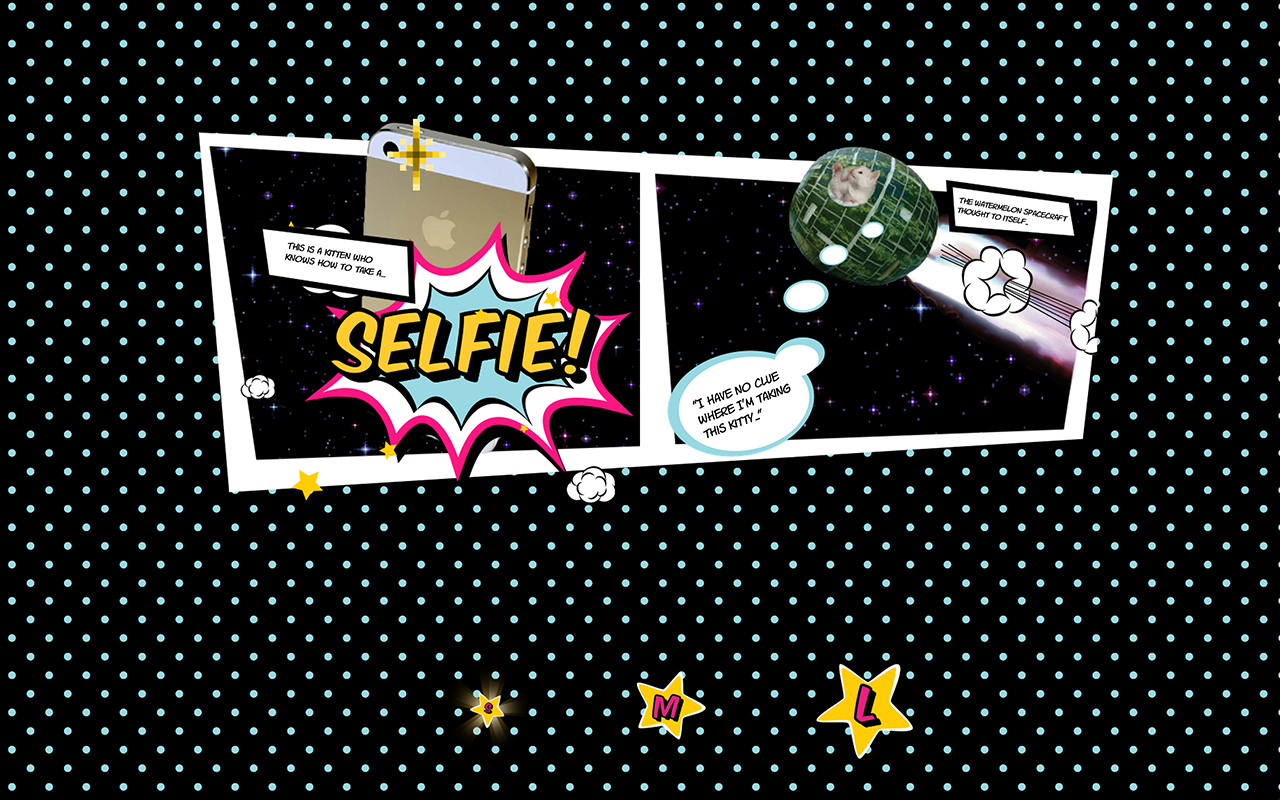 THIS IS A KITTEN WHO
KNOWS HOW TO TAKE A...
SELFIE!
THE WATERMELON SPACECRAFT
THOUGHT TO ITSELF...
"I HAVE NO CLUE
WHERE I'M TAKING
THIS KITTY..."
S
M
L